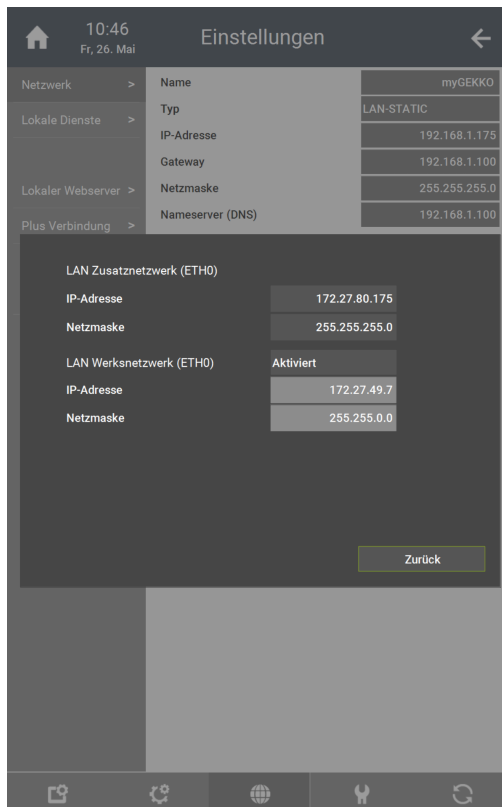 10:46
Fr, 26. Mai
Einstellungen
Netzwerk >
Lokale Dienste >
Lokaler Webserver >
Plus Verbindung >
Name myGEKKO
Typ LAN-STATIC
IP-Adresse 192.168.1.175
Gateway 192.168.1.100
Netzmaske 255.255.255.0
Nameserver (DNS) 192.168.1.100
LAN Zusatznetzwerk (ETH0)
IP-Adresse 172.27.80.175
Netzmaske 255.255.255.0
LAN Werksnetzwerk (ETH0) Aktiviert
IP-Adresse 172.27.49.7
Netzmaske 255.255.0.0
Zurück